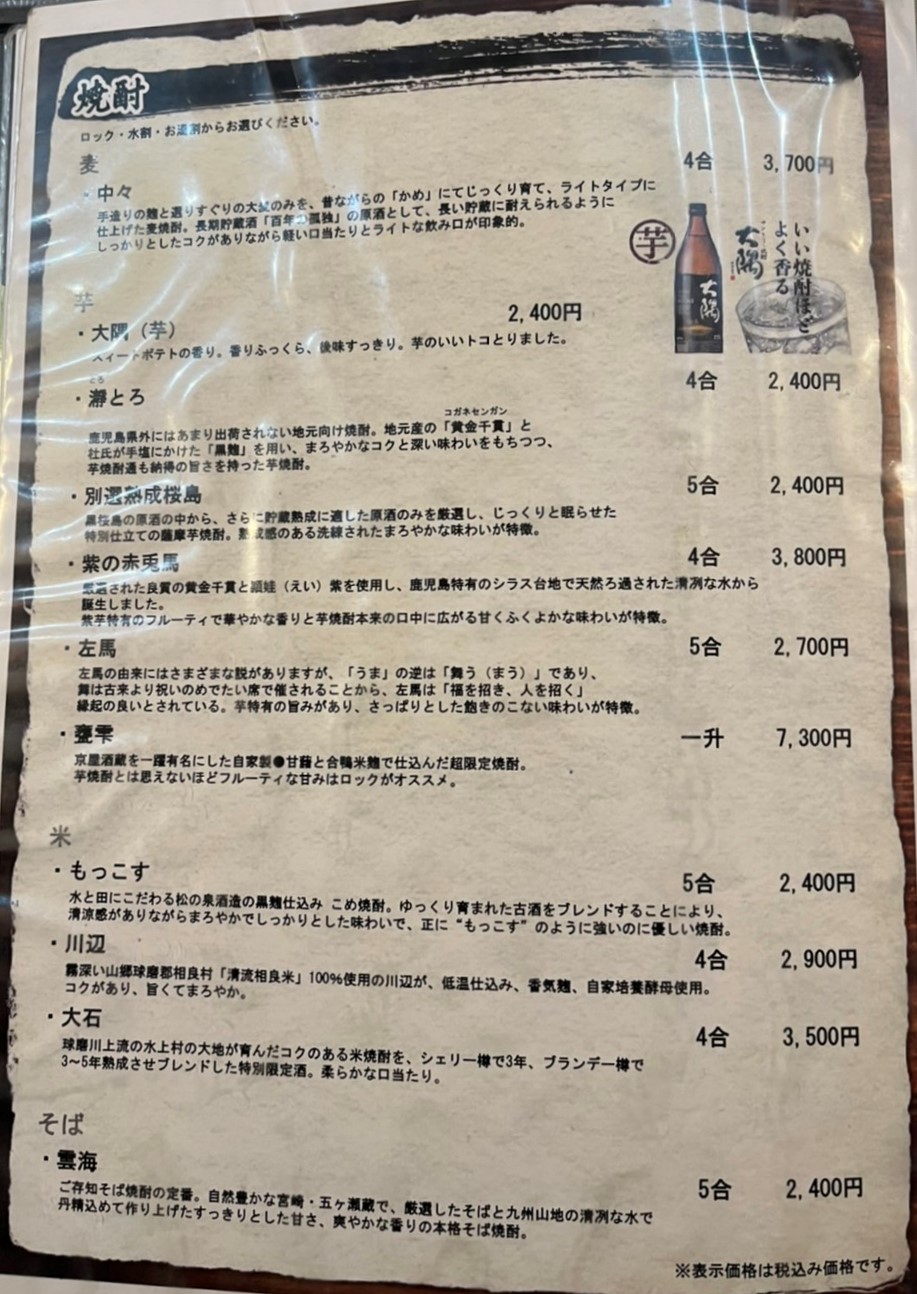 焼酎
ロック・水割・お湯割からお選びください。
麦
・中々 4合 3,700円
手造りの麹と選りすぐりの大麦のみを、昔ながらの「かめ」にてじっくり育て、ライトタイプに
仕上げた麦焼酎。長期貯蔵酒「百年の孤独」の原酒として、長い貯蔵に耐えられるように
しっかりとしたコクがありながら軽い口当たりとライトな飲み口が印象的。
芋
大隅
大隅
いい焼酎ほど
よく香る
芋
・大隅（芋） 2,400円
スィートポテトの香り。香りふっくら、後味すっきり。芋のいいトコとりました。
とろ
・瀞とろ 4合 2,400円
コガネセンガン
鹿児島県外にはあまり出荷されない地元向け焼酎。地元産の「黄金千貫」と
杜氏が手塩にかけた「黒麹」を用い、まろやかなコクと深い味わいをもちつつ、
芋焼酎通も納得の旨さを持った芋焼酎。
・別選熟成桜島 5合 2,400円
黒桜島の原酒の中から、さらに貯蔵熟成に適した原酒のみを厳選し、じっくりと眠らせた
特別仕立ての薩摩芋焼酎。熟成感のある洗練されたまろやかな味わいが特徴。
・紫の赤兎馬 4合 3,800円
厳選された良質の黄金千貫と頴娃（えい）紫を使用し、鹿児島特有のシラス台地で天然ろ過された清冽な水から
誕生しました。
紫芋特有のフルーティで華やかな香りと芋焼酎本来の口中に広がる甘くふくよかな味わいが特徴。
・左馬 5合 2,700円
左馬の由来にはさまざまな説がありますが、「うま」の逆は「舞う（まう）」であり、
舞は古来より祝いのめでたい席で催されることから、左馬は「福を招き、人を招く」
縁起の良いとされている。芋特有の旨みがあり、さっぱりとした飽きのこない味わいが特徴。
・甕雫 一升 7,300円
京屋酒蔵を一躍有名にした自家製●甘藷と合鴨米麹で仕込んだ超限定焼酎。
芋焼酎とは思えないほどフルーティな甘みはロックがオススメ。
米
・もっこす 5合 2,400円
水と田にこだわる松の泉酒造の黒麹仕込み こめ焼酎。ゆっくり育まれた古酒をブレンドすることにより、
清涼感がありながらまろやかでしっかりとした味わいで、正に“もっこす”のように強いのに優しい焼酎。
・川辺 4合 2,900円
霧深い山郷球磨郡相良村「清流相良米」100%使用の川辺が、低温仕込み、香気麹、自家培養酵母使用。
コクがあり、旨くてまろやか。
・大石 4合 3,500円
球磨川上流の水上村の大地が育んだコクのある米焼酎を、シェリー樽で3年、ブランデー樽で
3～5年熟成させブレンドした特別限定酒。柔らかな口当たり。
そば
・雲海 5合 2,400円
ご存知そば焼酎の定番。自然豊かな宮崎・五ヶ瀬蔵で、厳選したそばと九州山地の清冽な水で
丹精込めて作り上げたすっきりとした甘さ、爽やかな香りの本格そば焼酎。
※表示価格は税込み価格です。